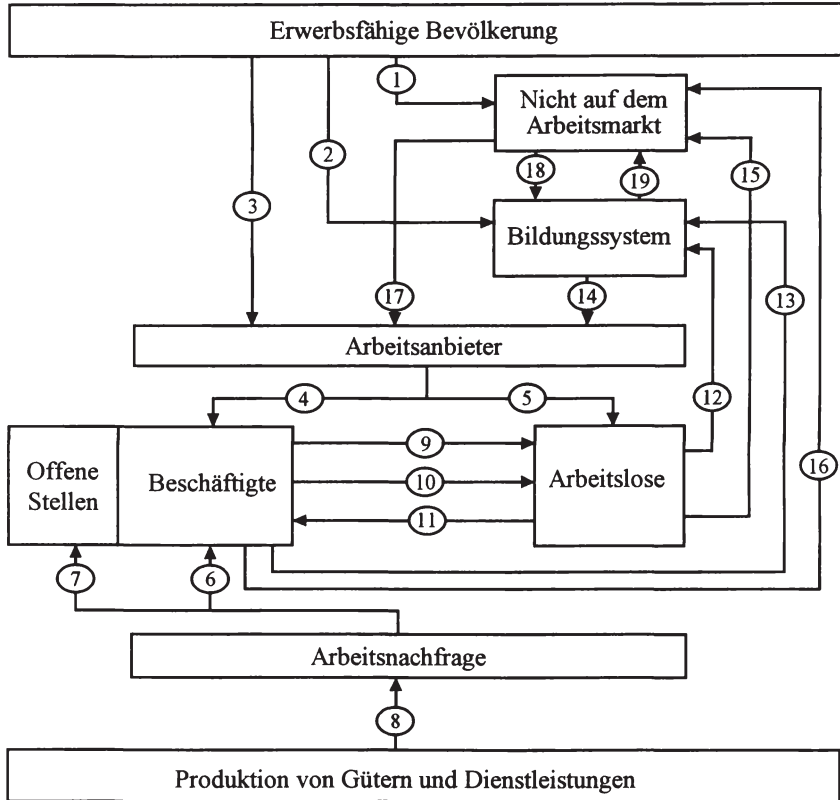 Erwerbsfähige Bevölkerung
1
Nicht auf dem
Arbeitsmarkt
2
18
19
15
3
Bildungssystem
17
14
13
Arbeitsanbieter
4
5
12
9
Offene
Stellen
Beschäftigte
10
Arbeitslose
16
11
7
6
Arbeitsnachfrage
8
Produktion von Gütern und Dienstleistungen